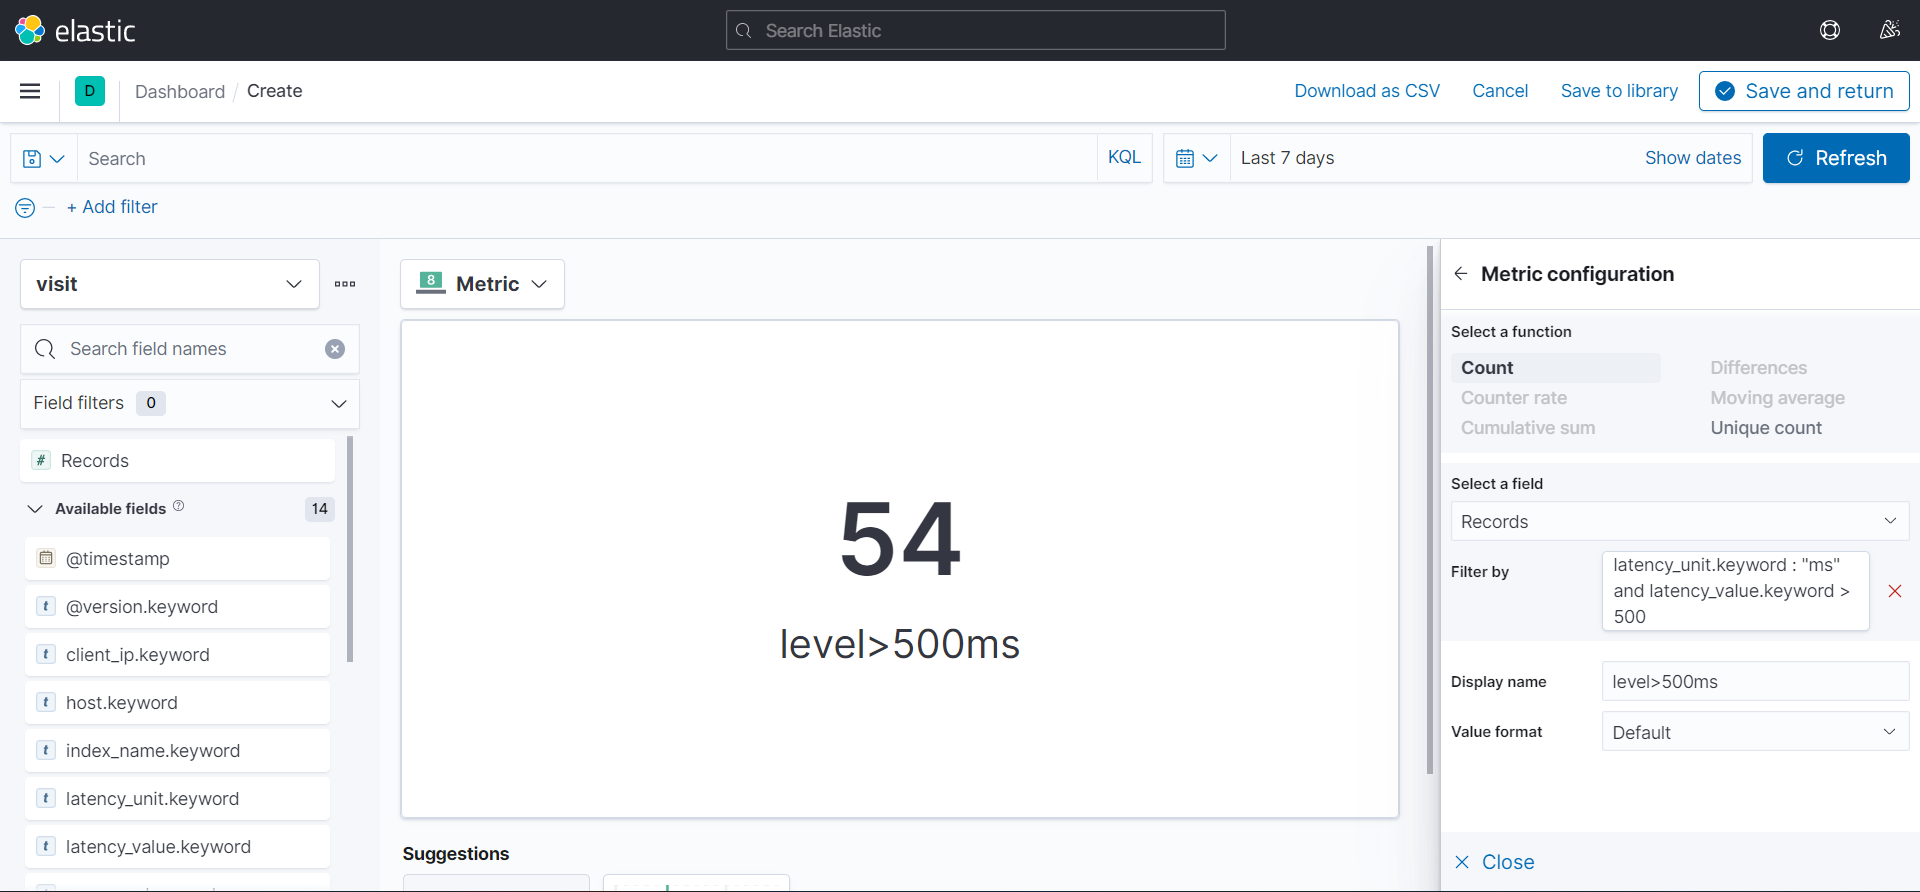 elastic
Search Elastic
D
Dashboard / Create
Download as CSV
Cancel
Save to library
Save and return
Search
KQL
Last 7 days
Show dates
Refresh
+ Add filter
visit
Search field names
Field filters 0
# Records
Available fields ? 14
@timestamp
t @version.keyword
t client_ip.keyword
t host.keyword
t index_name.keyword
t latency_unit.keyword
t latency_value.keyword
8 Metric
54
level>500ms
Suggestions
Metric configuration
Select a function
Count
Differences
Counter rate
Moving average
Cumulative sum
Unique count
Select a field
Records
Filter by
latency_unit.keyword : "ms"
and latency_value.keyword >
500
Display name
level>500ms
Value format
Default
Close